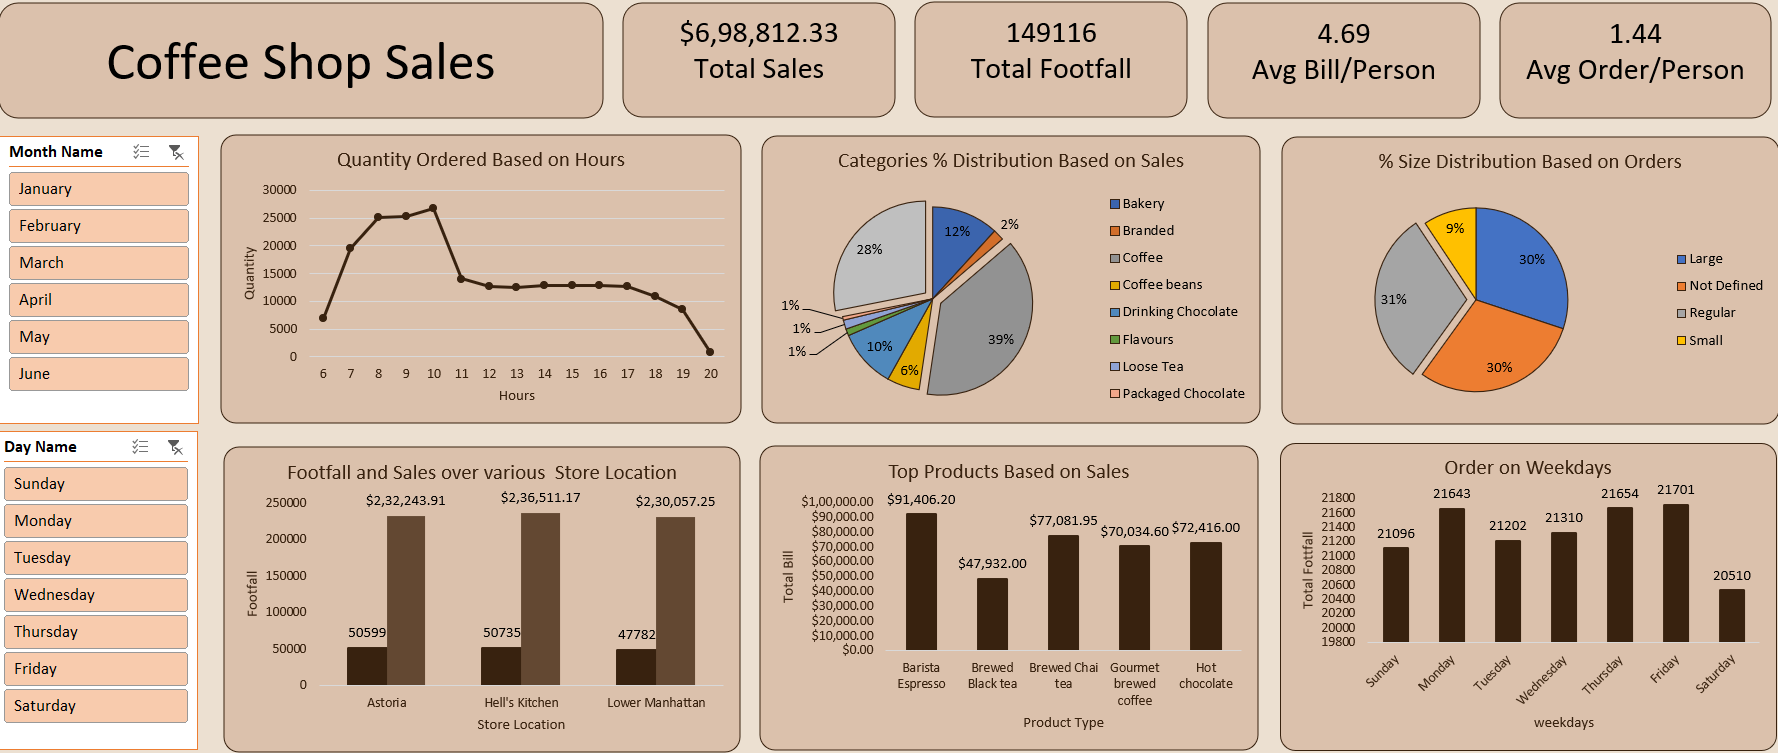 Coffee Shop Sales
$6,98,812.33
Total Sales
149116
Total Footfall
4.69
Avg Bill/Person
1.44
Avg Order/Person
Month Name
January
February
March
April
May
June
Day Name
Sunday
Monday
Tuesday
Wednesday
Thursday
Friday
Saturday
Quantity Ordered Based on Hours
Quantity
30000
25000
20000
15000
10000
5000
0
6 7 8 9 10 11 12 13 14 15 16 17 18 19 20
Hours
Categories % Distribution Based on Sales
12%
2%
39%
6%
10%
1%
1%
1%
28%
Bakery
Branded
Coffee
Coffee beans
Drinking Chocolate
Flavours
Loose Tea
Packaged Chocolate
% Size Distribution Based on Orders
30%
30%
31%
9%
Large
Not Defined
Regular
Small
Footfall and Sales over various  Store Location
Footfall
250000
200000
150000
100000
50000
0
50599
$2,32,243.91
50735
$2,36,511.17
47782
$2,30,057.25
Astoria
Hell's Kitchen
Lower Manhattan
Store Location
Top Products Based on Sales
Total Bill
$1,00,000.00
$90,000.00
$80,000.00
$70,000.00
$60,000.00
$50,000.00
$40,000.00
$30,000.00
$20,000.00
$10,000.00
$0.00
$91,406.20
$47,932.00
$77,081.95
$70,034.60
$72,416.00
Barista
Espresso
Brewed
Black tea
Brewed Chai
tea
Gourmet
brewed
coffee
Hot
chocolate
Product Type
Order on Weekdays
Total Fottfall
21800
21600
21400
21200
21000
20800
20600
20400
20200
20000
19800
21096
21643
21202
21310
21654
21701
20510
Sunday
Monday
Tuesday
Wednesday
Thursday
Friday
Saturday
weekdays